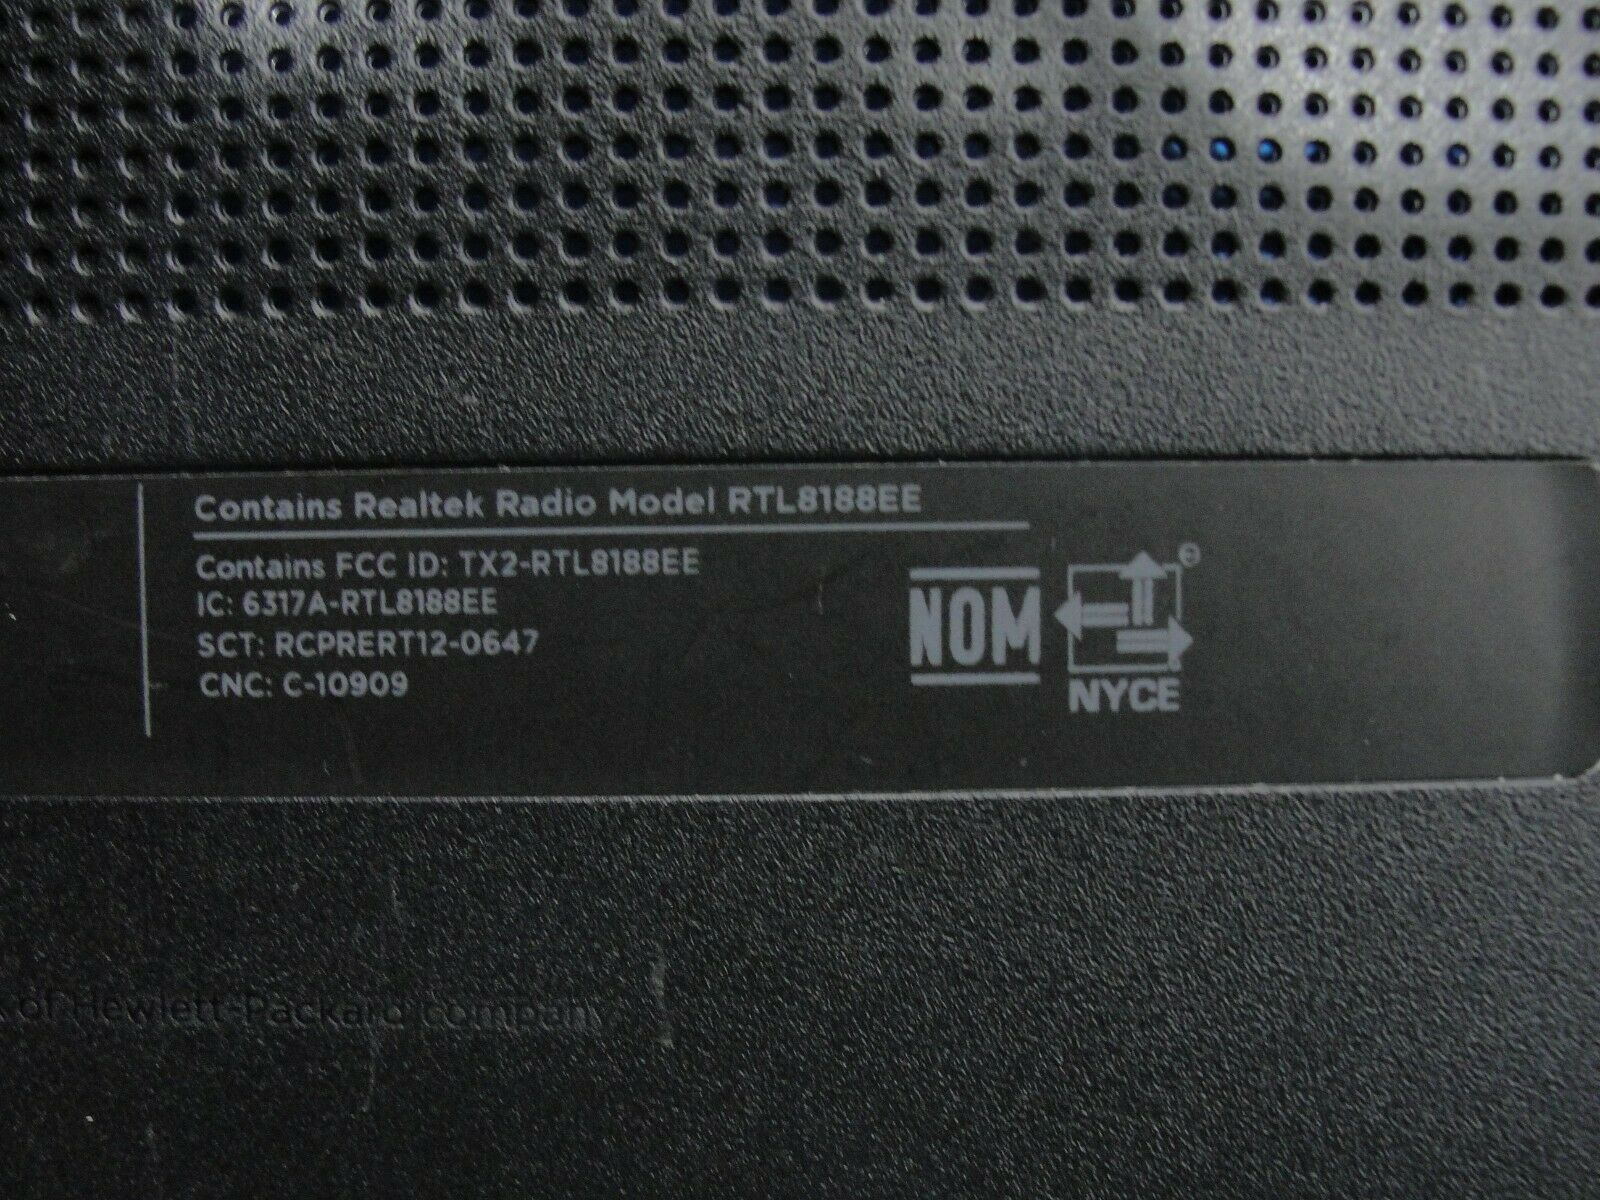 Contains Realtek Radio Model RTL8188EE
Contains FCC ID: TX2-RTL8188EE
IC: 6317A-RTL8188EE
SCT: RCPRERT12-0647
CNC: C-10909
NOM
NYCE
of Hewlett-Packard company